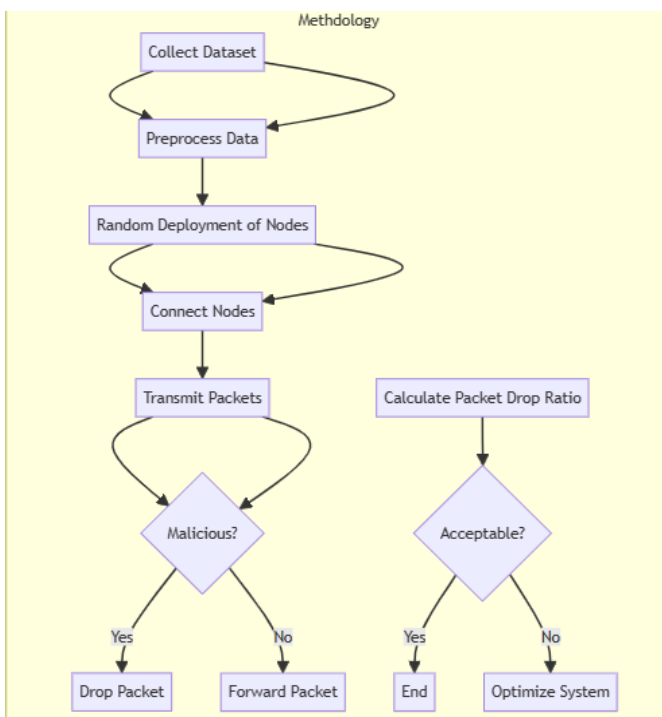 Methdology
Collect Dataset
Preprocess Data
Random Deployment of Nodes
Connect Nodes
Transmit Packets
Calculate Packet Drop Ratio
Malicious?
Acceptable?
Yes
No
Yes
No
Drop Packet
Forward Packet
End
Optimize System